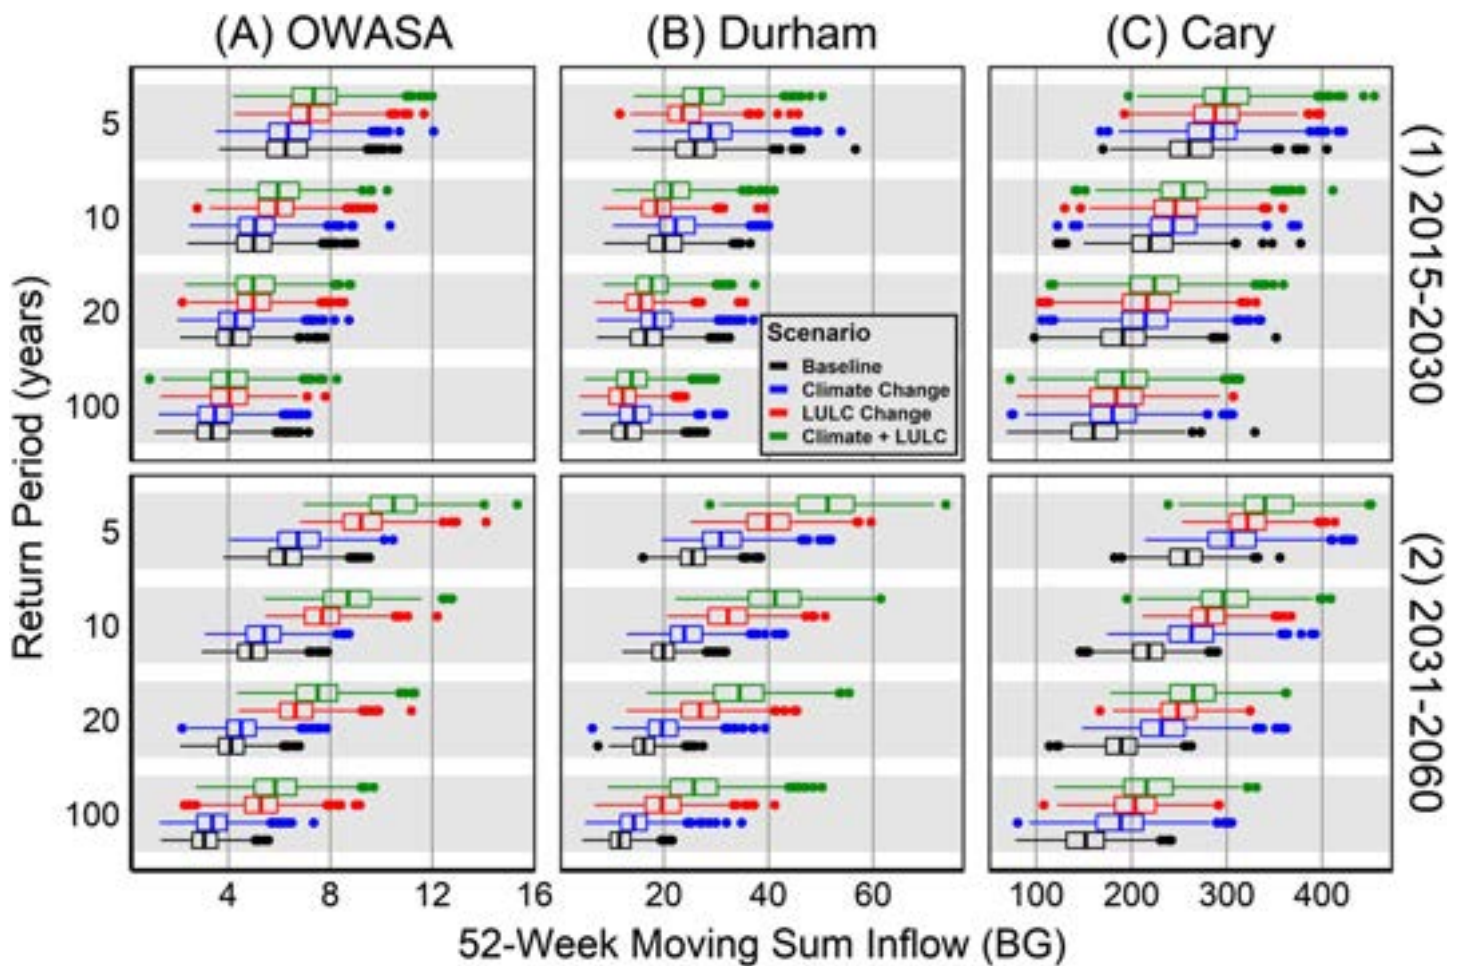 (A) OWASA
(B) Durham
(C) Cary
Return Period (years)
5
10
20
100
(1) 2015-2030
Scenario
Baseline
Climate Change
LULC Change
Climate + LULC
5
10
20
100
(2) 2031-2060
4 8 12 16
20 40 60
100 200 300 400
52-Week Moving Sum Inflow (BG)